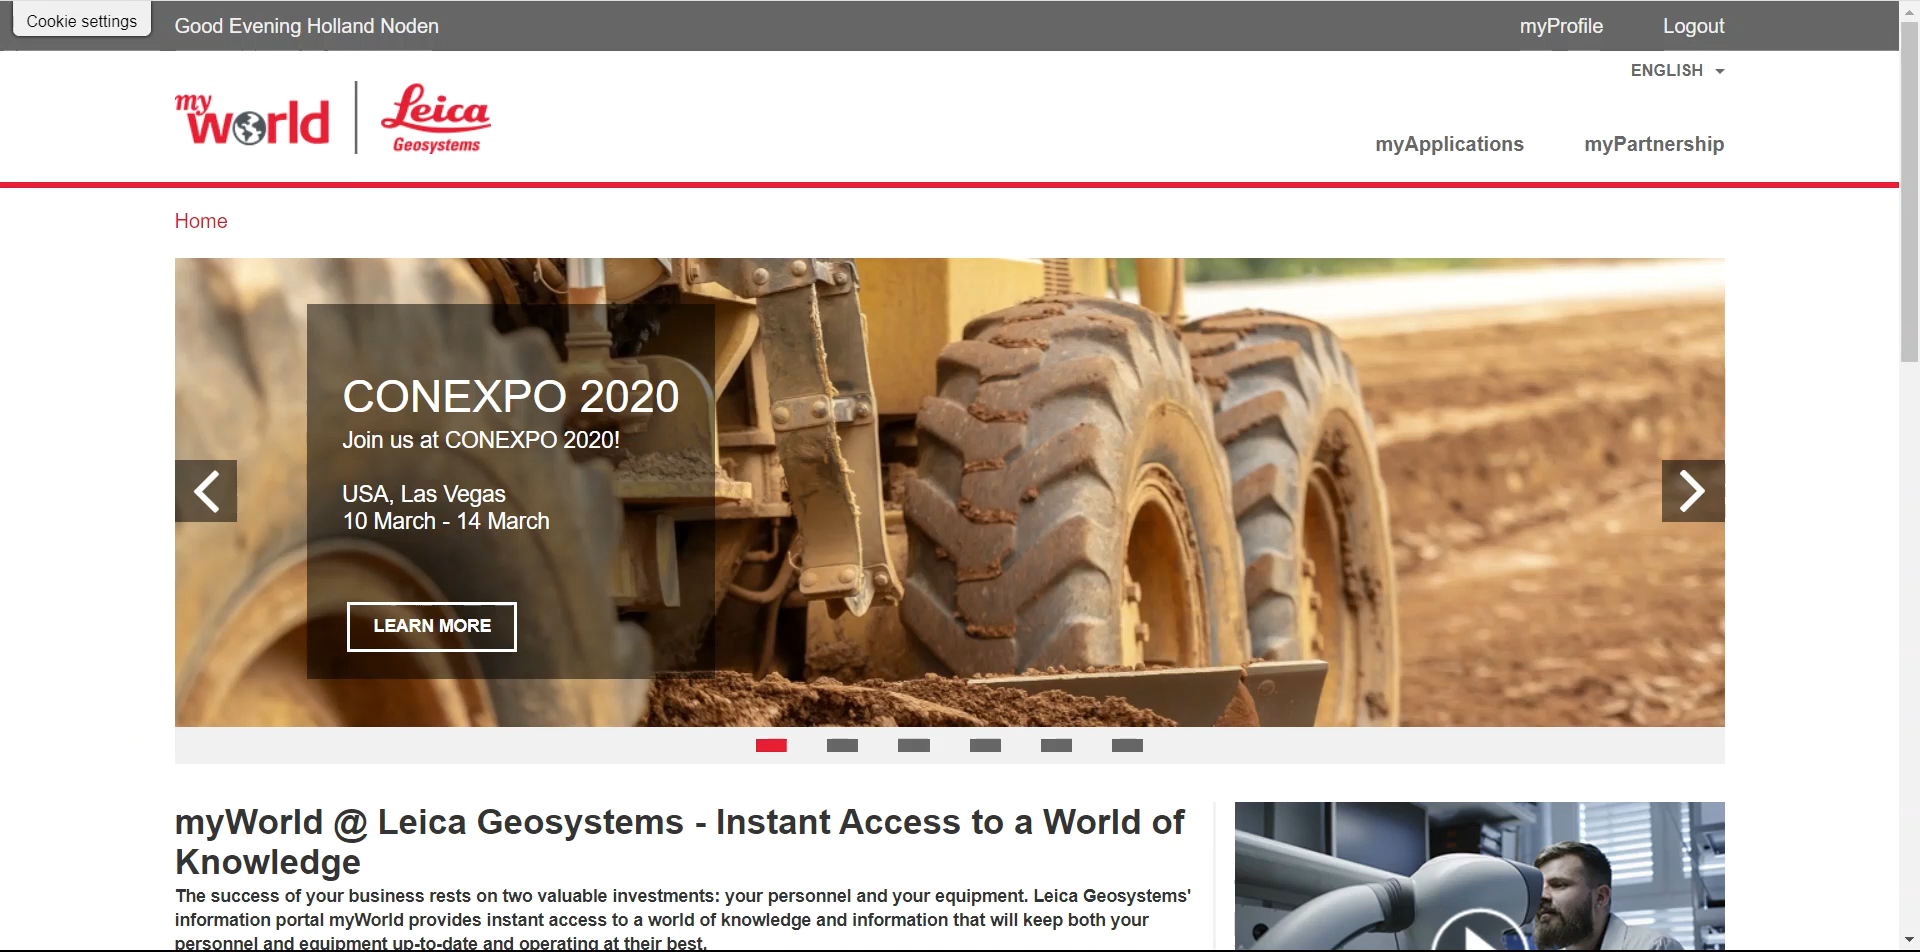 Cookie settings
Good Evening Holland Noden
myProfile
Logout
ENGLISH
my world
Leica
Geosystems
myApplications
myPartnership
Home
CONEXPO 2020
Join us at CONEXPO 2020!
USA, Las Vegas
10 March - 14 March
LEARN MORE
myWorld @ Leica Geosystems - Instant Access to a World of
Knowledge
The success of your business rests on two valuable investments: your personnel and your equipment. Leica Geosystems'
information portal myWorld provides instant access to a world of knowledge and information that will keep both your
personnel and equipment up-to-date and operating at their best.